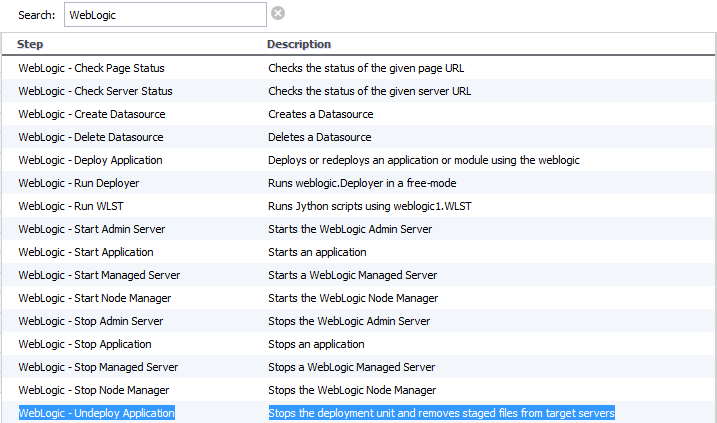 Search: WebLogic
Step Description
WebLogic - Check Page Status Checks the status of the given page URL
WebLogic - Check Server Status Checks the status of the given server URL
WebLogic - Create Datasource Creates a Datasource
WebLogic - Delete Datasource Deletes a Datasource
WebLogic - Deploy Application Deploys or redeploys an application or module using the weblogic
WebLogic - Run Deployer Runs weblogic.Deployer in a free-mode
WebLogic - Run WLST Runs Jython scripts using weblogic1.WLST
WebLogic - Start Admin Server Starts the WebLogic Admin Server
WebLogic - Start Application Starts an application
WebLogic - Start Managed Server Starts a WebLogic Managed Server
WebLogic - Start Node Manager Starts the WebLogic Node Manager
WebLogic - Stop Admin Server Stops the WebLogic Admin Server
WebLogic - Stop Application Stops an application
WebLogic - Stop Managed Server Stops a WebLogic Managed Server
WebLogic - Stop Node Manager Stops the WebLogic Node Manager
WebLogic - Undeploy Application Stops the deployment unit and removes staged files from target servers